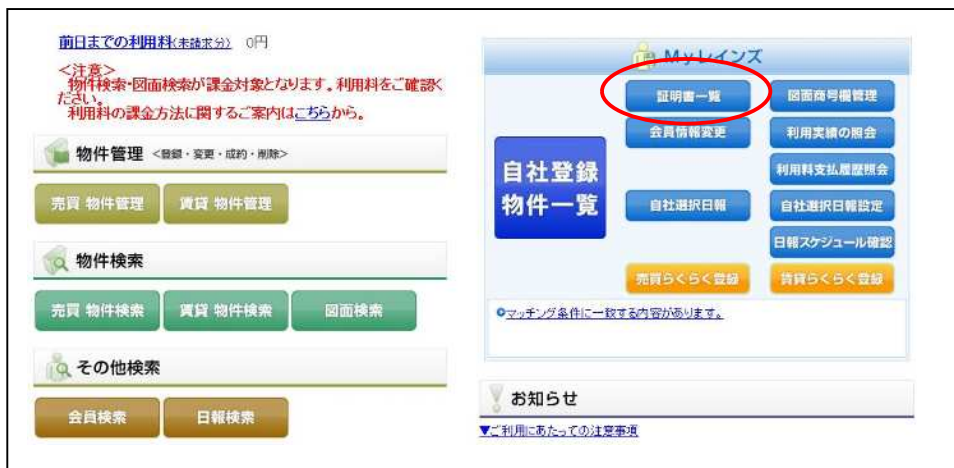 前日までの利用料(未請求分) 0円
<注意>
物件検索・図面検索が課金対象となります。利用料をご確認く
ださい。
利用料の課金方法に関するご案内はこちらから。
物件管理 <登録・変更・成約・削除>
売買 物件管理 賃貸 物件管理
物件検索
売買 物件検索 賃貸 物件検索 図面検索
その他検索
会員検索 日報検索
Myレインズ
自社登録
物件一覧
証明書一覧 図面商号欄管理
会員情報変更 利用実績の照会
利用料支払履歴照会
自社選択日報 自社選択日報設定
日報スケジュール確認
売買らくらく登録 賃貸らくらく登録
マッチング条件に一致する内容があります。
お知らせ
▼ご利用にあたっての注意事項